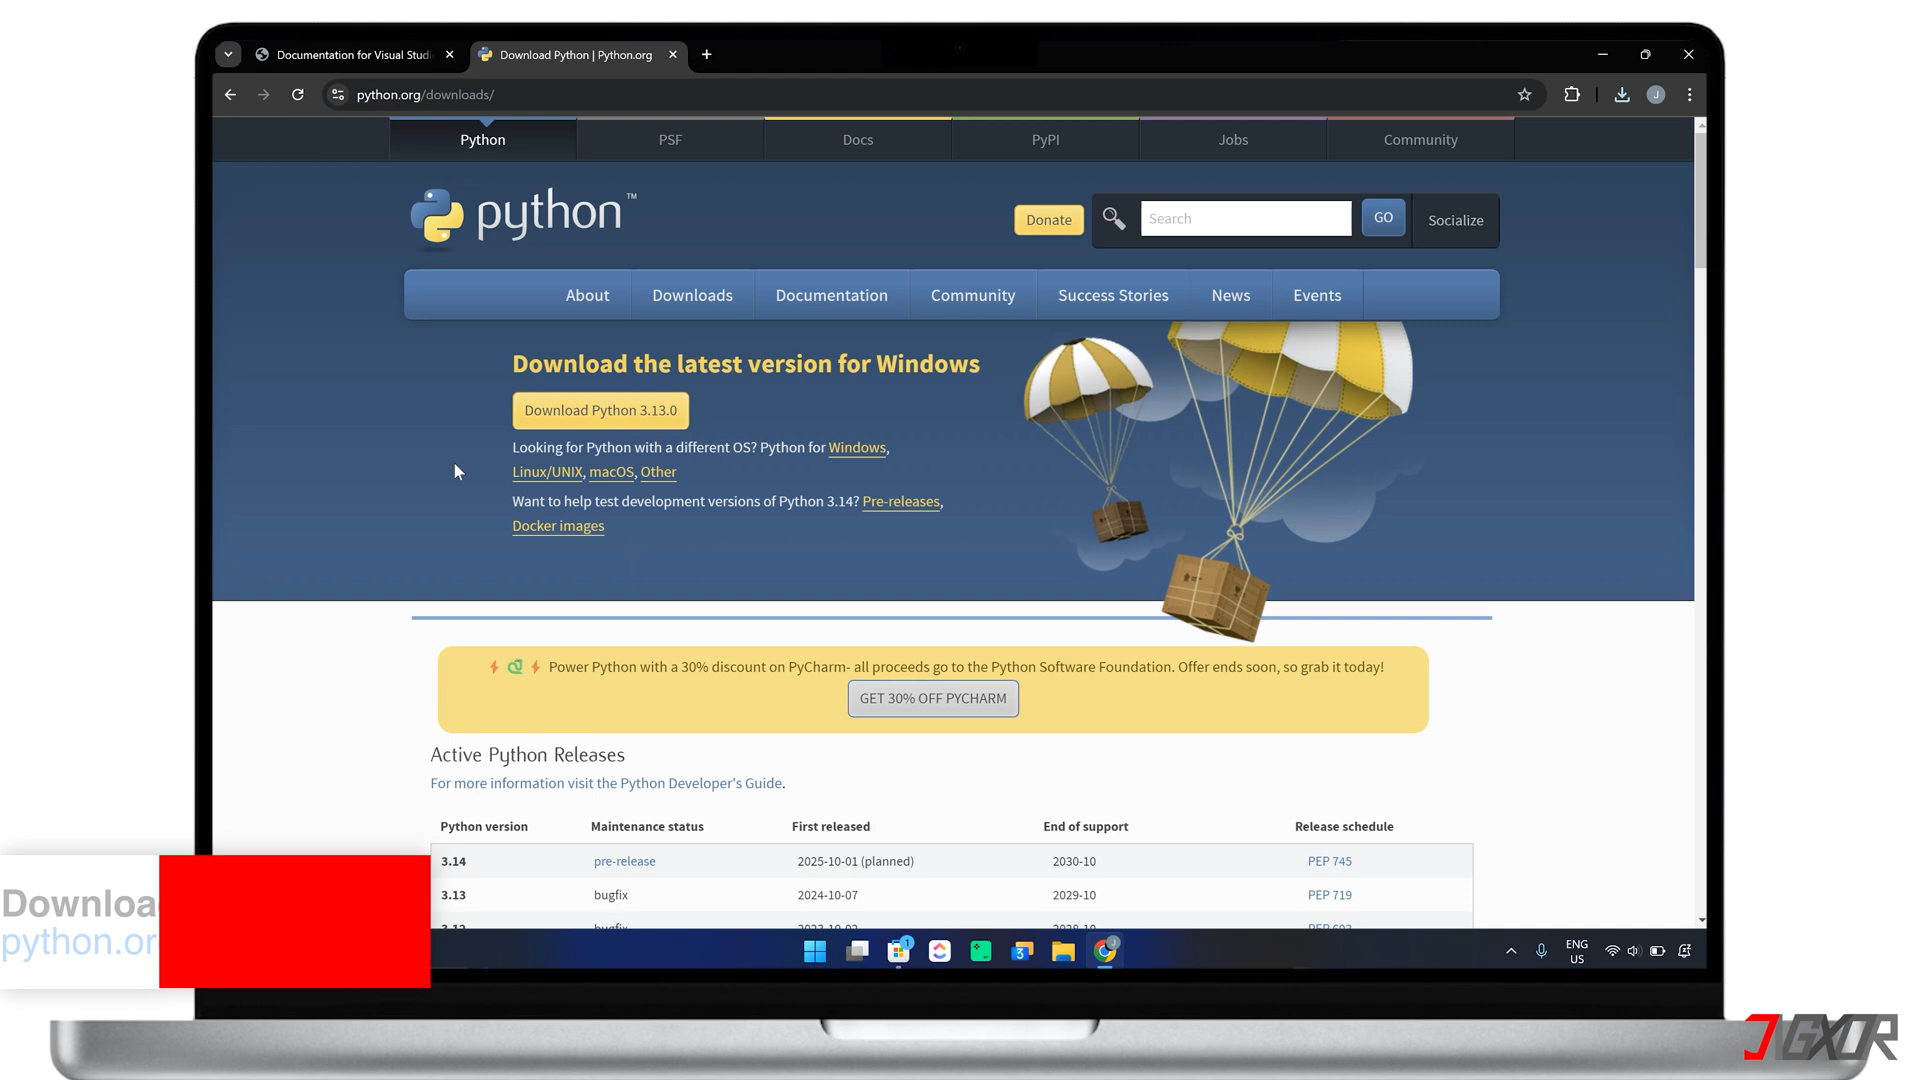 Documentation for Visual Studi
Download Python | Python.org
python.org/downloads/
J
Python
PSF
Docs
PyPI
Jobs
Community
python™
Donate
Search
GO
Socialize
About
Downloads
Documentation
Community
Success Stories
News
Events
Download the latest version for Windows
Download Python 3.13.0
Looking for Python with a different OS? Python for Windows,
Linux/UNIX, macOS, Other
Want to help test development versions of Python 3.14? Pre-releases,
Docker images
Power Python with a 30% discount on PyCharm- all proceeds go to the Python Software Foundation. Offer ends soon, so grab it today!
GET 30% OFF PYCHARM
Active Python Releases
For more information visit the Python Developer's Guide.
Python version Maintenance status First released End of support Release schedule
3.14 pre-release 2025-10-01 (planned) 2030-10 PEP 745
3.13 bugfix 2024-10-07 2029-10 PEP 719
Downloa
python.or
1
3
J
ENG
US
JGXOR